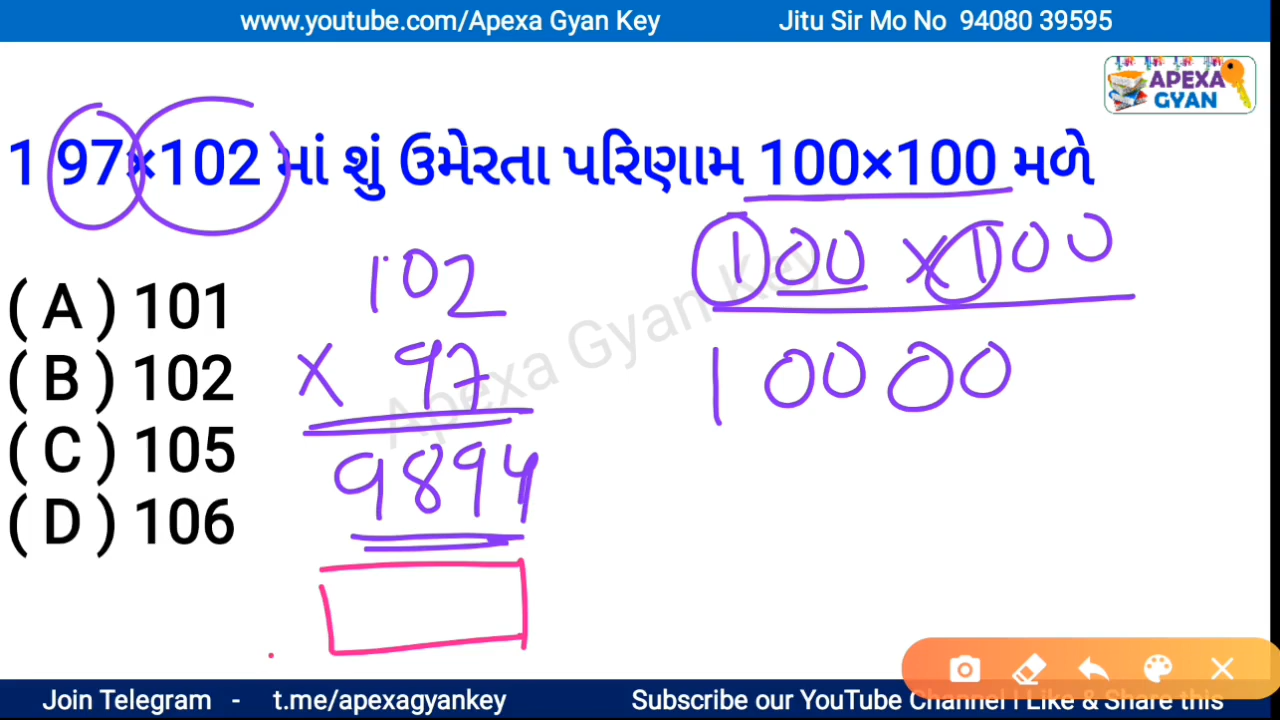 www.youtube.com/Apexa Gyan Key Jitu Sir Mo No 94080 39595
APEXA
GYAN
1 97×102 માં શું ઉમેરતા પરિણામ 100×100 મળે
( A ) 101
( B ) 102
( C ) 105
( D ) 106
102
× 97
9894
100 × 100
10000
Apexa Gyan Key
Join Telegram - t.me/apexagyankey Subscribe our YouTube Channel | Like & Share this